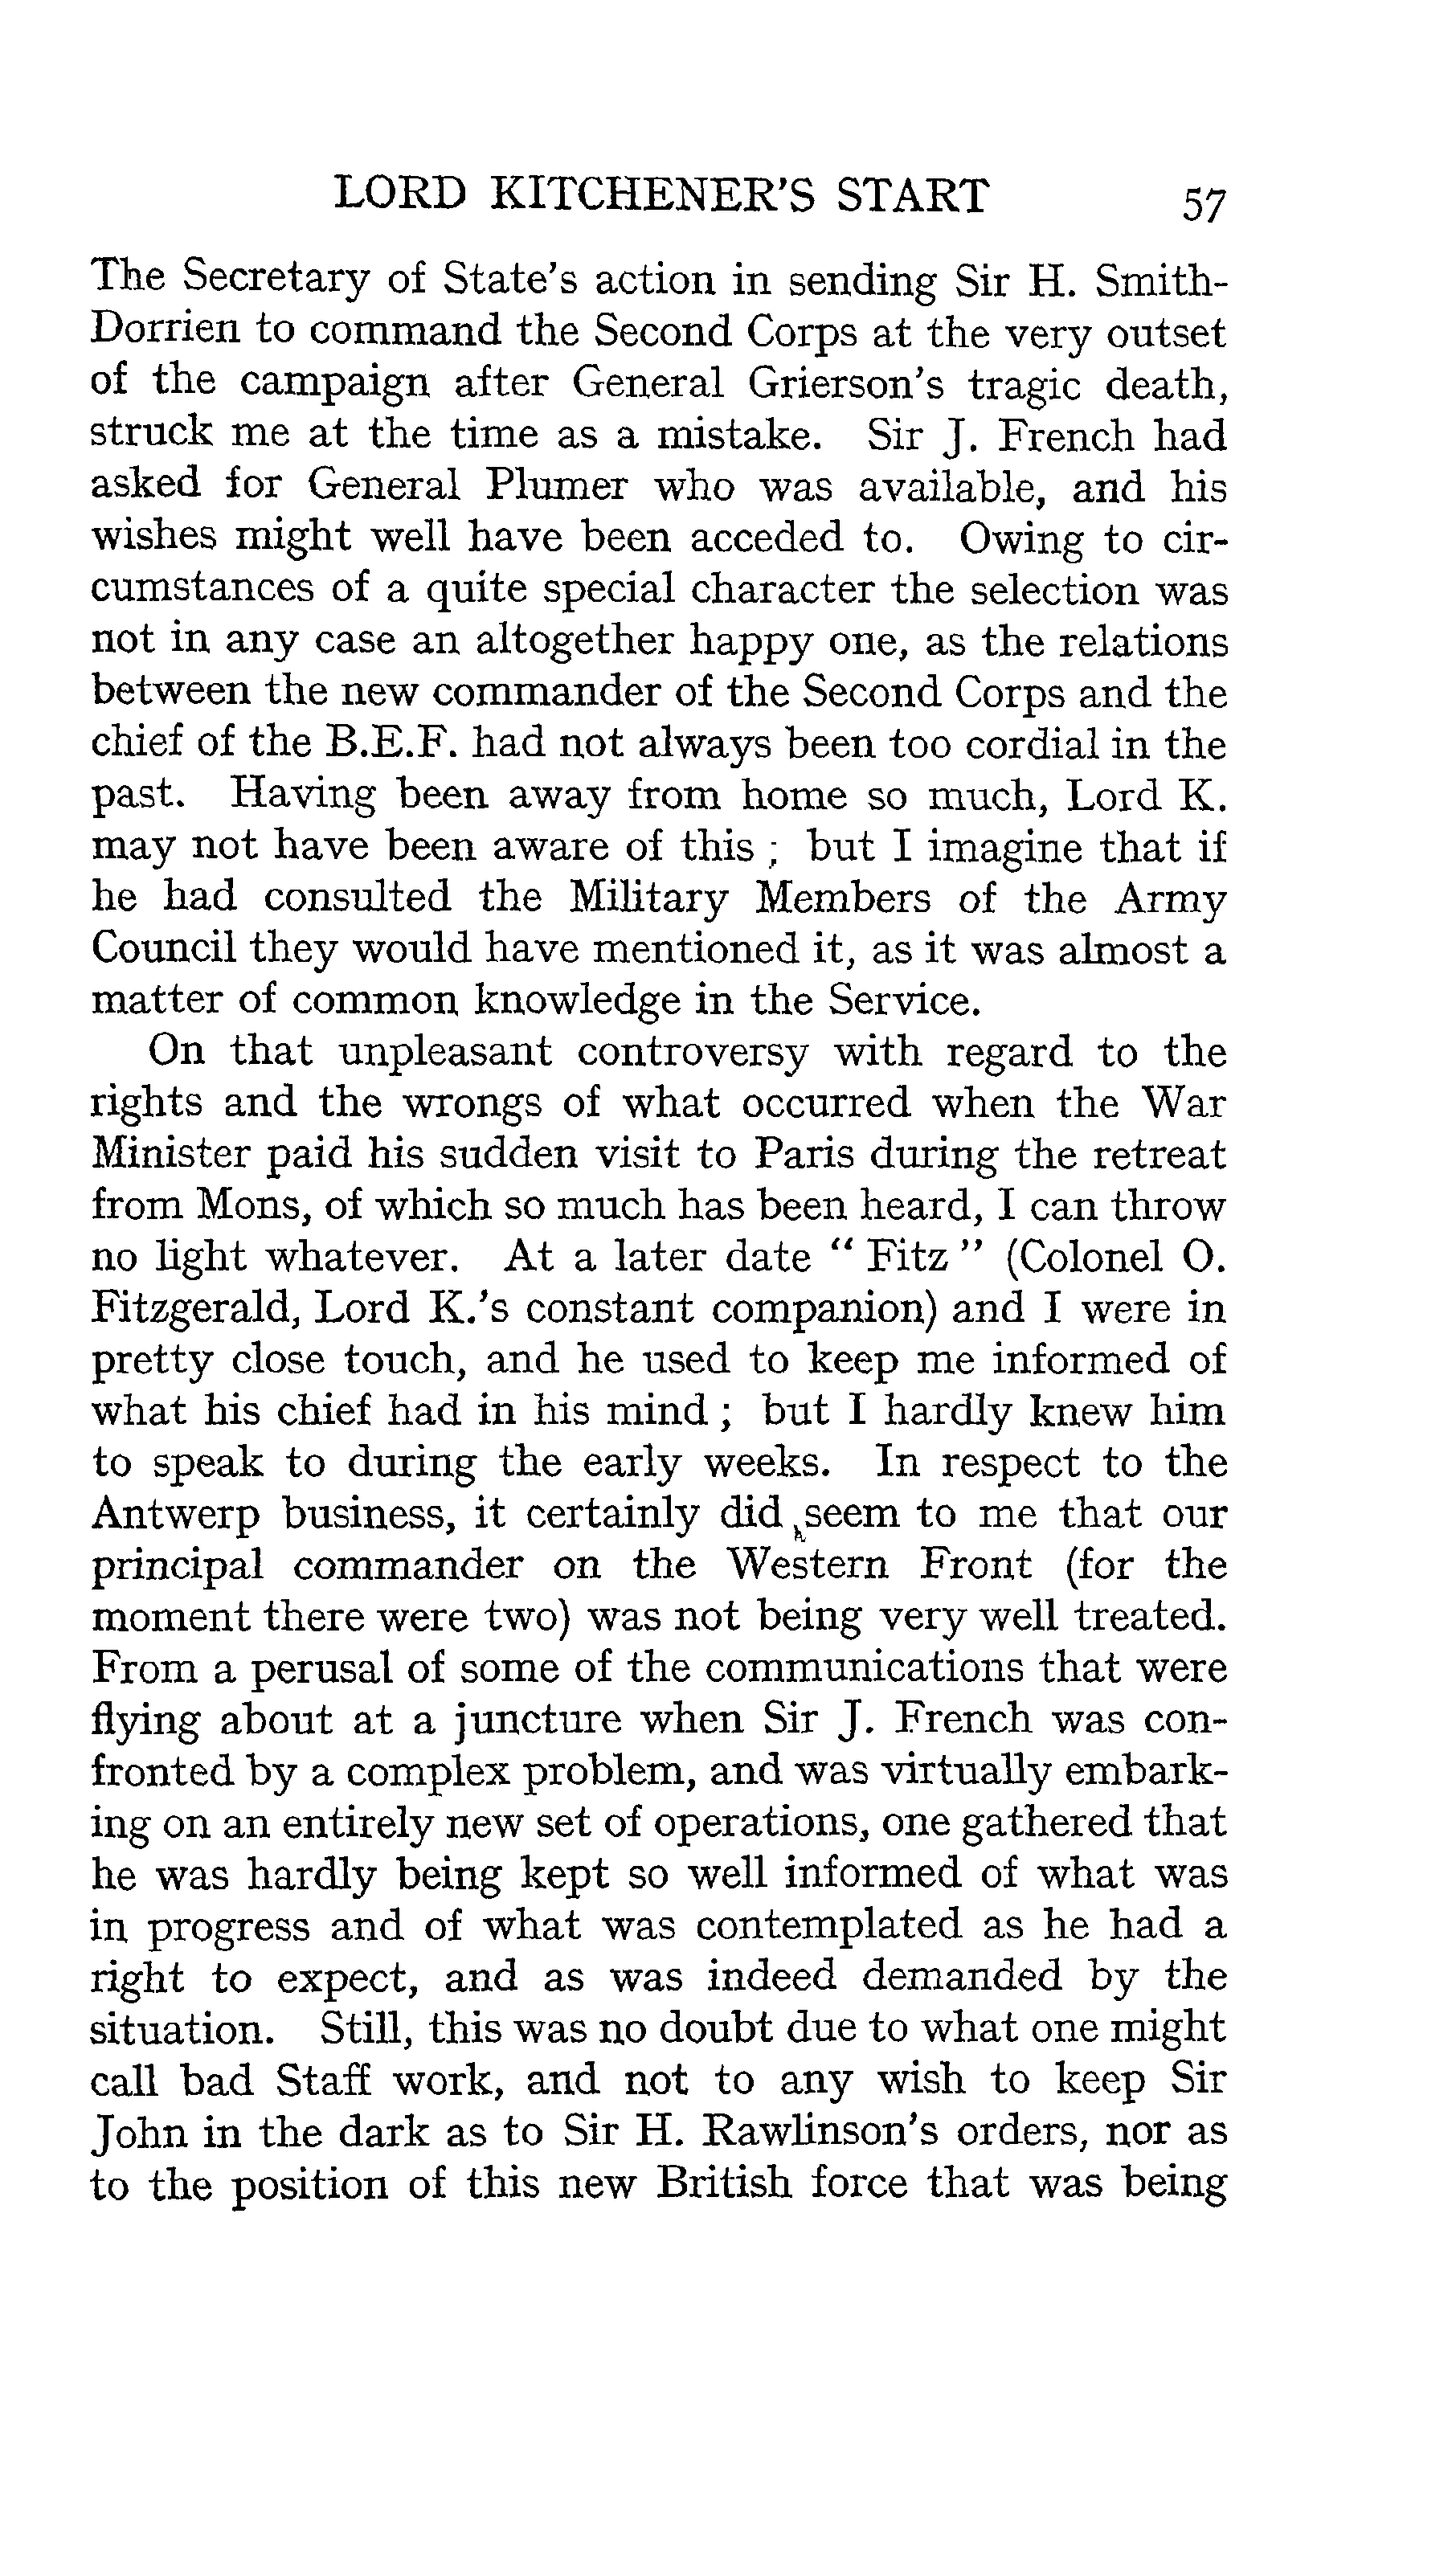 LORD KITCHENER'S START 57
The Secretary of State's action in sending Sir H. Smith-
Dorrien to command the Second Corps at the very outset
of the campaign after General Grierson's tragic death,
struck me at the time as a mistake. Sir J. French had
asked for General Plumer who was available, and his
wishes might well have been acceded to. Owing to cir-
cumstances of a quite special character the selection was
not in any case an altogether happy one, as the relations
between the new commander of the Second Corps and the
chief of the B.E.F. had not always been too cordial in the
past. Having been away from home so much, Lord K.
may not have been aware of this ; but I imagine that if
he had consulted the Military Members of the Army
Council they would have mentioned it, as it was almost a
matter of common knowledge in the Service.
On that unpleasant controversy with regard to the
rights and the wrongs of what occurred when the War
Minister paid his sudden visit to Paris during the retreat
from Mons, of which so much has been heard, I can throw
no light whatever. At a later date “ Fitz ” (Colonel O.
Fitzgerald, Lord K.'s constant companion) and I were in
pretty close touch, and he used to keep me informed of
what his chief had in his mind ; but I hardly knew him
to speak to during the early weeks. In respect to the
Antwerp business, it certainly did seem to me that our
principal commander on the Western Front (for the
moment there were two) was not being very well treated.
From a perusal of some of the communications that were
flying about at a juncture when Sir J. French was con-
fronted by a complex problem, and was virtually embark-
ing on an entirely new set of operations, one gathered that
he was hardly being kept so well informed of what was
in progress and of what was contemplated as he had a
right to expect, and as was indeed demanded by the
situation. Still, this was no doubt due to what one might
call bad Staff work, and not to any wish to keep Sir
John in the dark as to Sir H. Rawlinson's orders, nor as
to the position of this new British force that was being